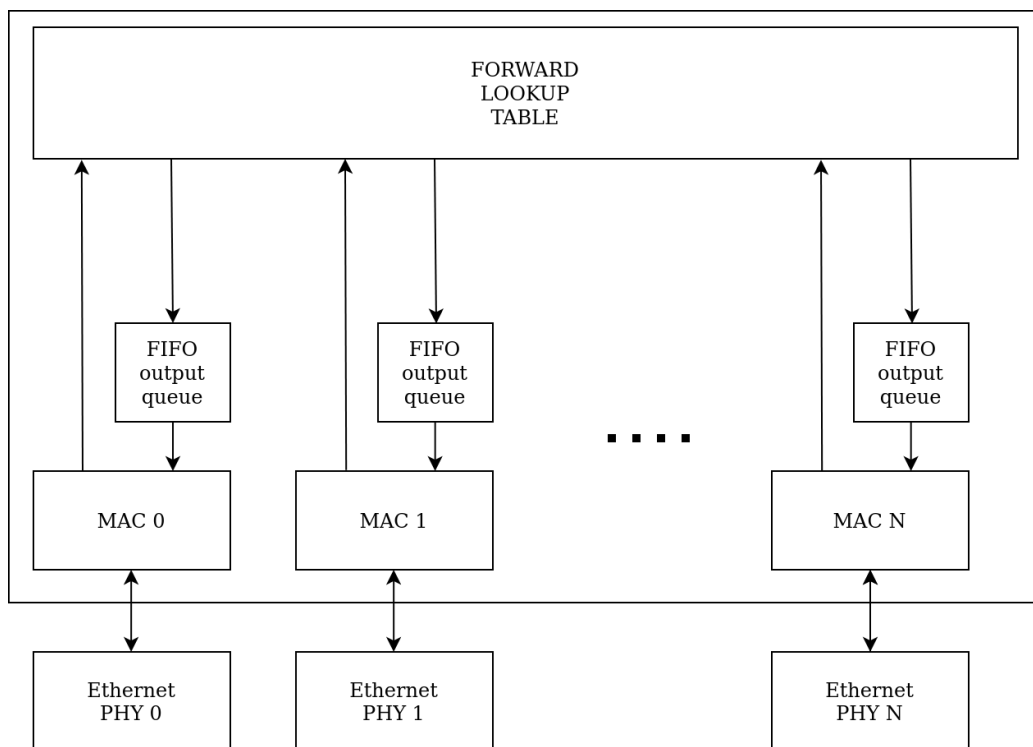 FORWARD
LOOKUP
TABLE
FIFO
output
queue
FIFO
output
queue
FIFO
output
queue
MAC 0
MAC 1
MAC N
Ethernet
PHY 0
Ethernet
PHY 1
Ethernet
PHY N